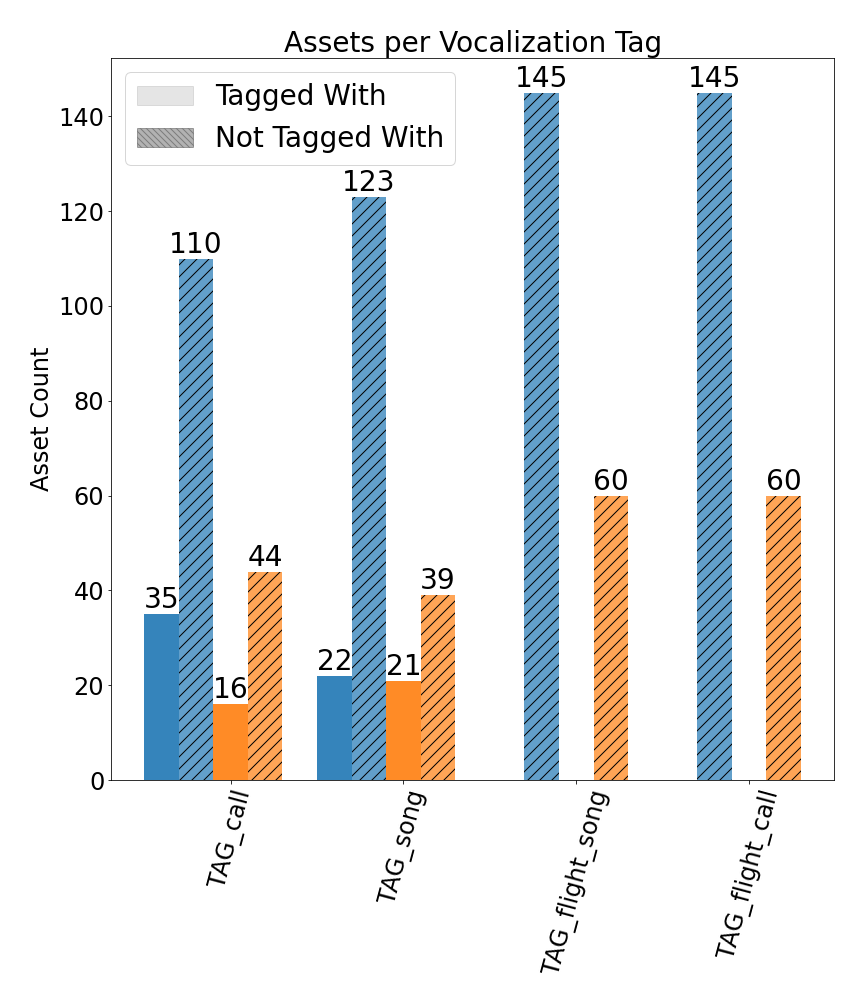 Assets per Vocalization Tag
Tagged With
Not Tagged With
Asset Count
140
120
100
80
60
40
20
0
35
110
16
44
22
123
21
39
145
60
145
60
TAG_call
TAG_song
TAG_flight_song
TAG_flight_call